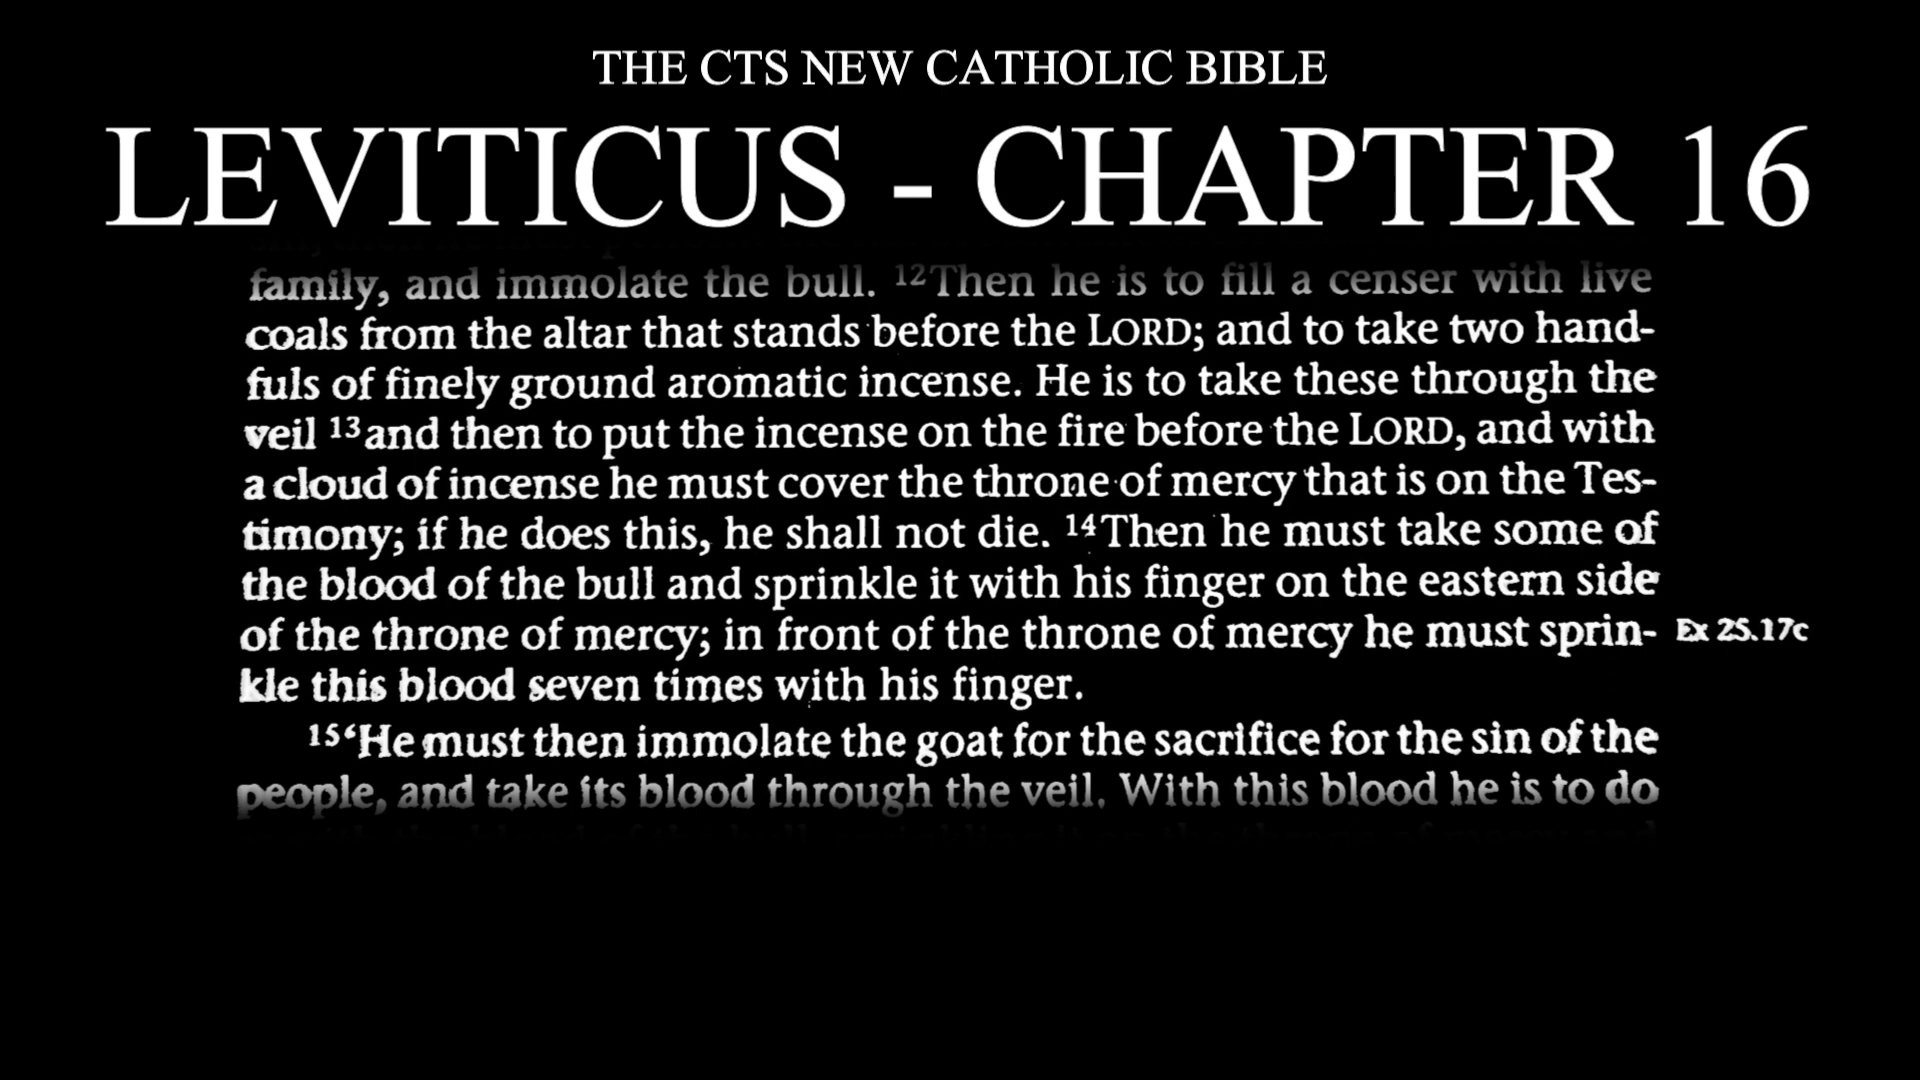 THE CTS NEW CATHOLIC BIBLE
LEVITICUS - CHAPTER 16
family, and immolate the bull. ¹²Then he is to fill a censer with live
coals from the altar that stands before the LORD; and to take two hand-
fuls of finely ground aromatic incense. He is to take these through the
veil ¹³and then to put the incense on the fire before the LORD, and with
a cloud of incense he must cover the throne of mercy that is on the Tes-
timony; if he does this, he shall not die. ¹⁴Then he must take some of
the blood of the bull and sprinkle it with his finger on the eastern side
of the throne of mercy; in front of the throne of mercy he must sprin- Ex 25.17c
kle this blood seven times with his finger.
¹⁵‘He must then immolate the goat for the sacrifice for the sin of the
people, and take its blood through the veil. With this blood he is to do